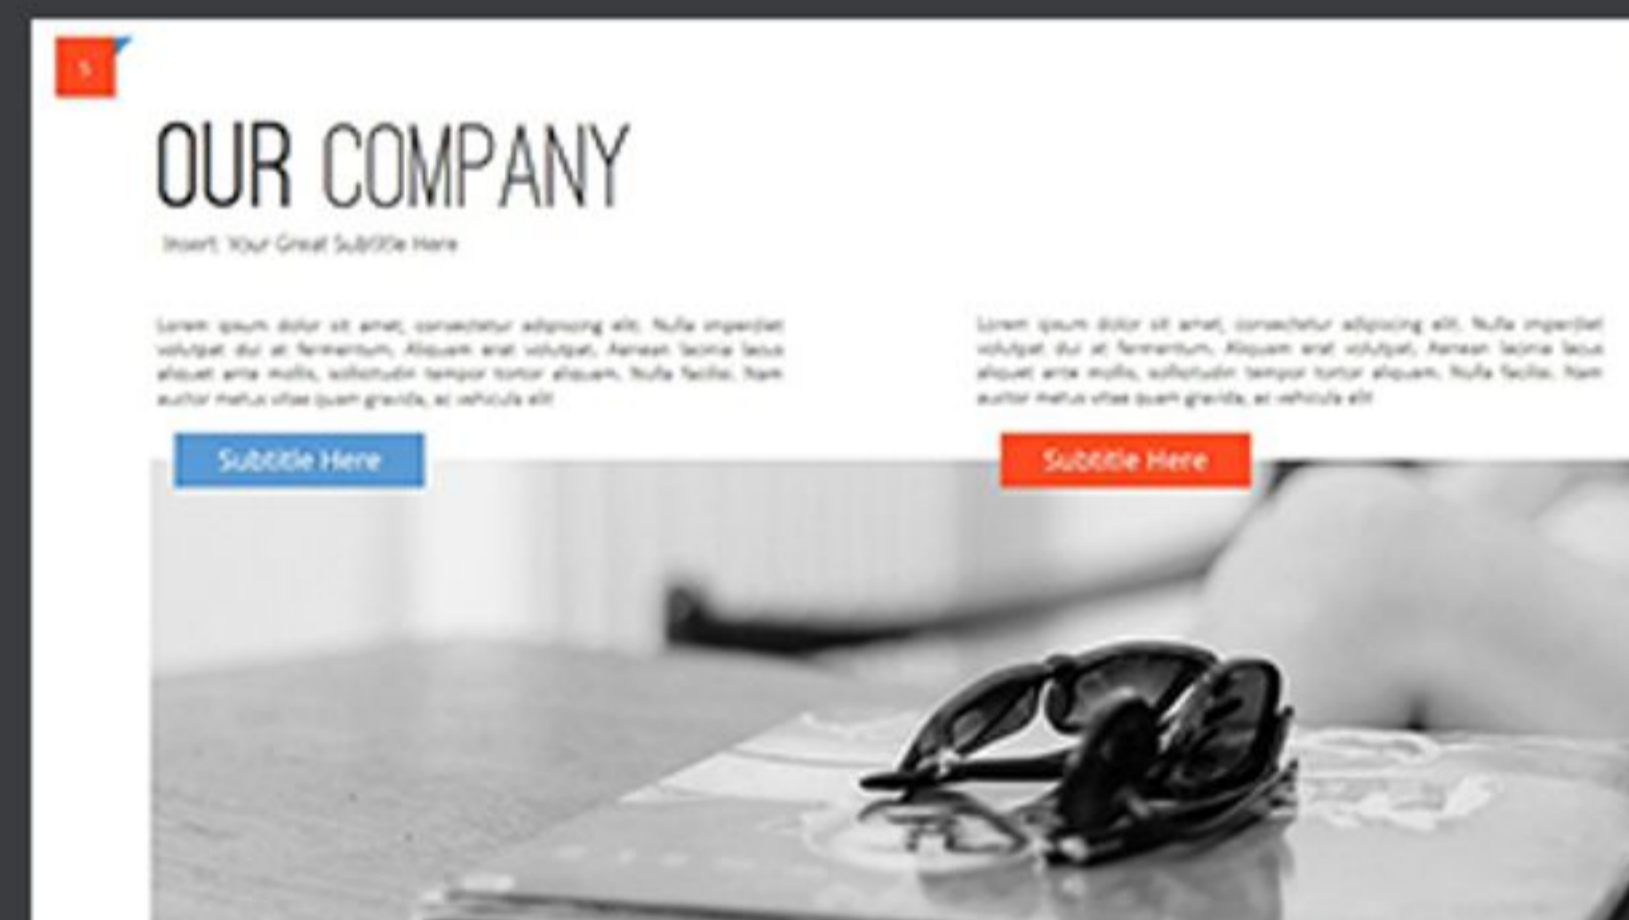 5
OUR COMPANY
Insert Your Great Subtitle Here
Lorem ipsum dolor sit amet, consectetur adipiscing elit. Nulla imperdiet
volutpat dui at fermentum. Aliquam erat volutpat. Aenean lacinia lacus
aliquet ante mollis, sollicitudin tempor tortor aliquam. Nulla facilisi. Nam
auctor metus vitae quam gravida, ac vehicula elit
Lorem ipsum dolor sit amet, consectetur adipiscing elit. Nulla imperdiet
volutpat dui at fermentum. Aliquam erat volutpat. Aenean lacinia lacus
aliquet ante mollis, sollicitudin tempor tortor aliquam. Nulla facilisi. Nam
auctor metus vitae quam gravida, ac vehicula elit
Subtitle Here
Subtitle Here